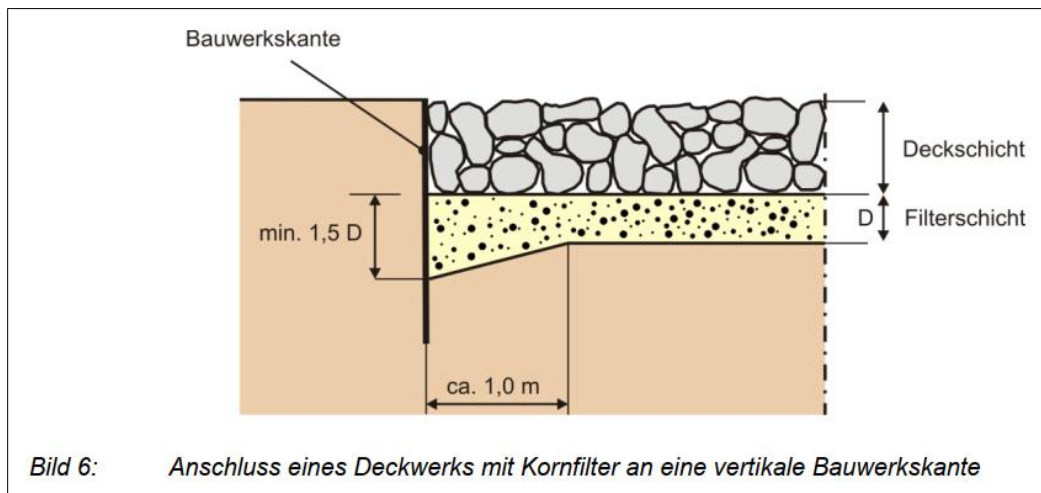 Bauwerkskante
Deckschicht
min. 1,5 D
D Filterschicht
ca. 1,0 m
Bild 6: Anschluss eines Deckwerks mit Kornfilter an eine vertikale Bauwerkskante